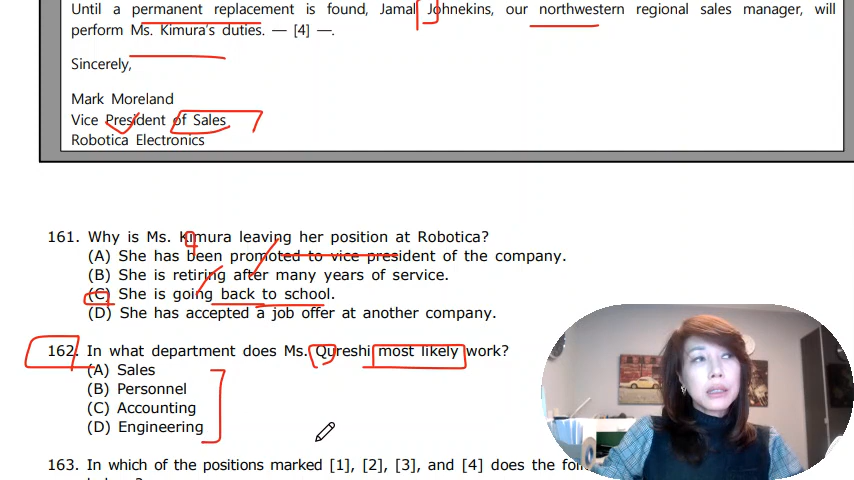 Until a permanent replacement is found, Jamal Johnekins, our northwestern regional sales manager, will
perform Ms. Kimura's duties. — [4] —.
Sincerely,
Mark Moreland
Vice President of Sales
Robotica Electronics
161. Why is Ms. Kimura leaving her position at Robotica?
(A) She has been promoted to vice president of the company.
(B) She is retiring after many years of service.
(C) She is going back to school.
(D) She has accepted a job offer at another company.
162. In what department does Ms. Qureshi most likely work?
(A) Sales
(B) Personnel
(C) Accounting
(D) Engineering
163. In which of the positions marked [1], [2], [3], and [4] does the